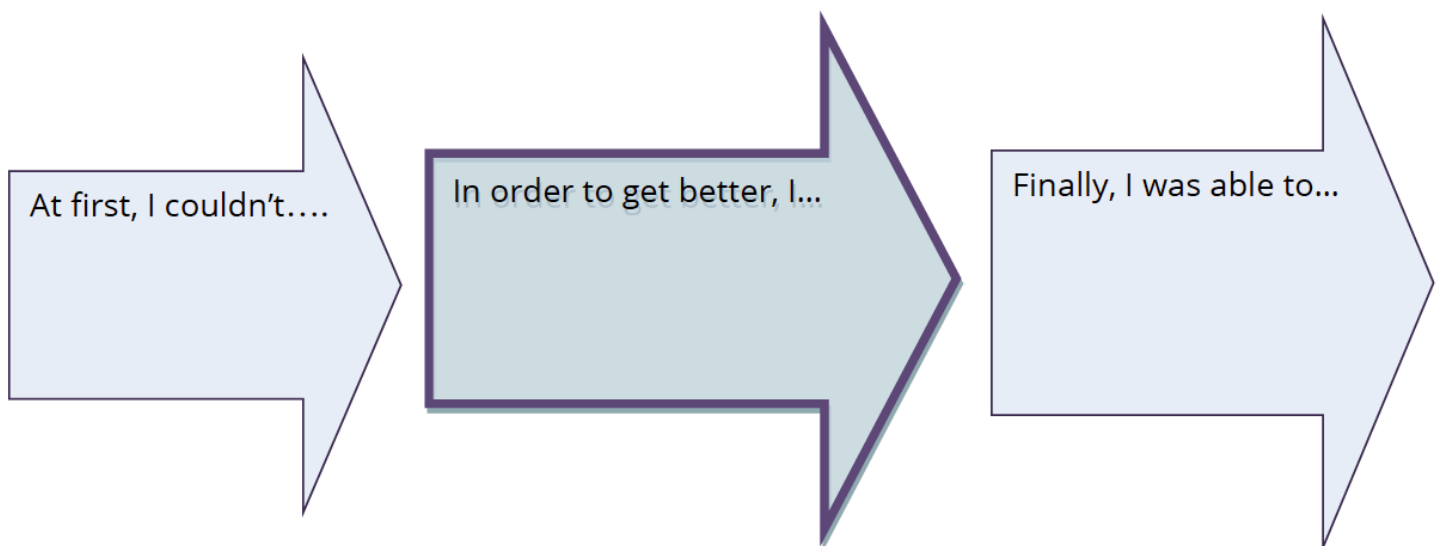 At first, I couldn’t….
In order to get better, I…
Finally, I was able to…